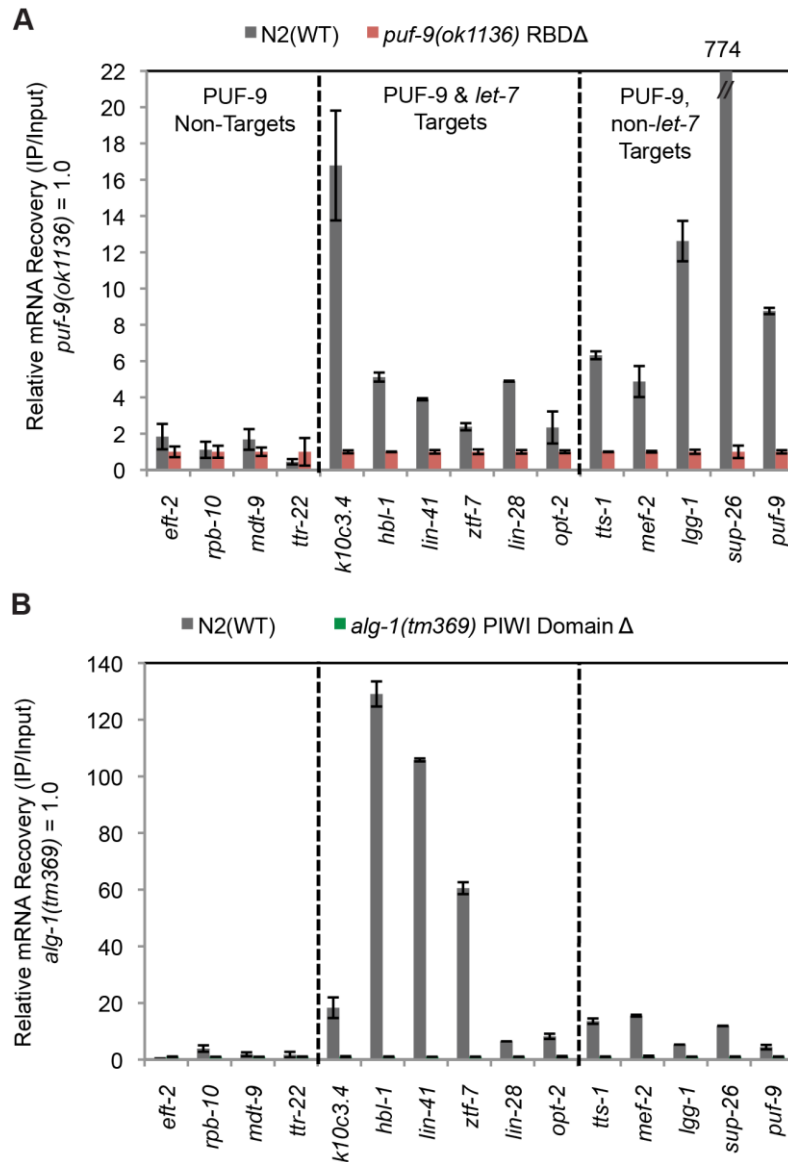 A
N2(WT) puf-9(ok1136) RBDΔ
774
Relative mRNA Recovery (IP/Input)
puf-9(ok1136) = 1.0
22
20
18
16
14
12
10
8
6
4
2
0
PUF-9
Non-Targets
PUF-9 & let-7
Targets
PUF-9,
non-let-7
Targets
//
eft-2
rpb-10
mdt-9
ttr-22
k10c3.4
hbl-1
lin-41
ztf-7
lin-28
opt-2
tts-1
mef-2
lgg-1
sup-26
puf-9
B
N2(WT) alg-1(tm369) PIWI Domain Δ
Relative mRNA Recovery (IP/Input)
alg-1(tm369) = 1.0
140
120
100
80
60
40
20
0
eft-2
rpb-10
mdt-9
ttr-22
k10c3.4
hbl-1
lin-41
ztf-7
lin-28
opt-2
tts-1
mef-2
lgg-1
sup-26
puf-9